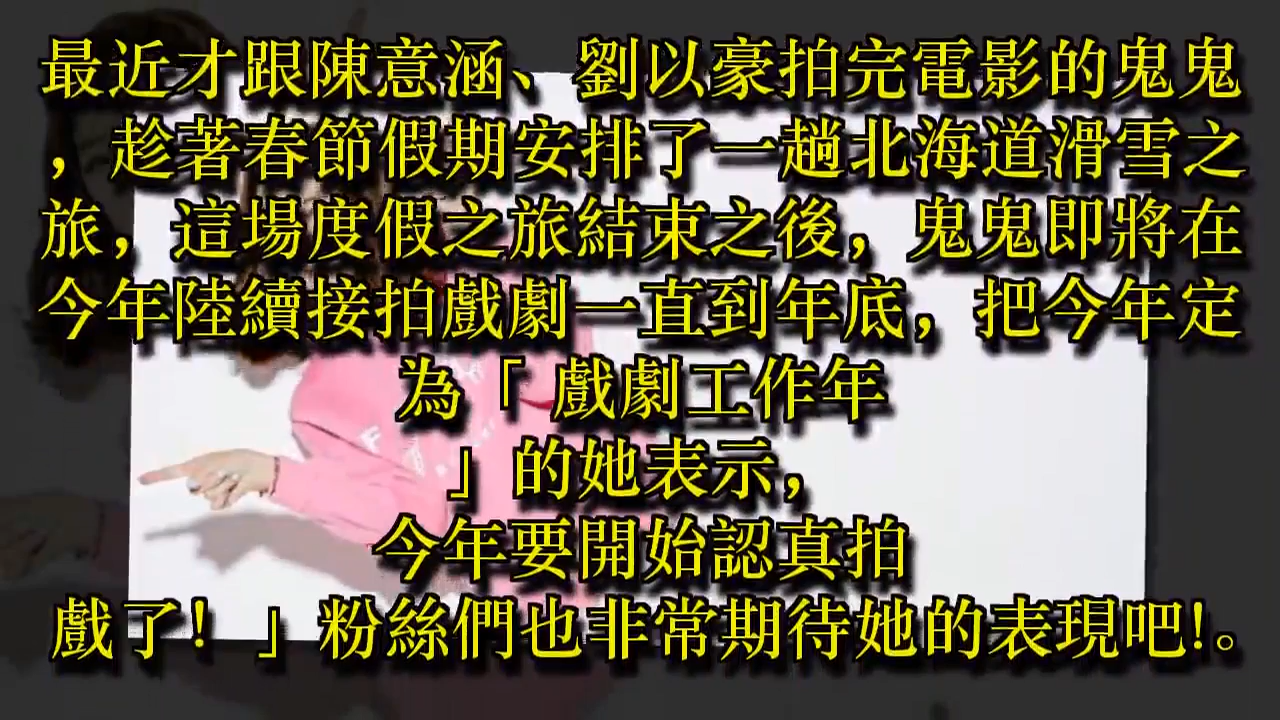 最近才跟陳意涵、劉以豪拍完電影的鬼鬼
，趁著春節假期安排了一趟北海道滑雪之
旅，這場度假之旅結束之後，鬼鬼即將在
今年陸續接拍戲劇一直到年底，把今年定
為「 戲劇工作年
」的她表示，
今年要開始認真拍
戲了！」粉絲們也非常期待她的表現吧!。